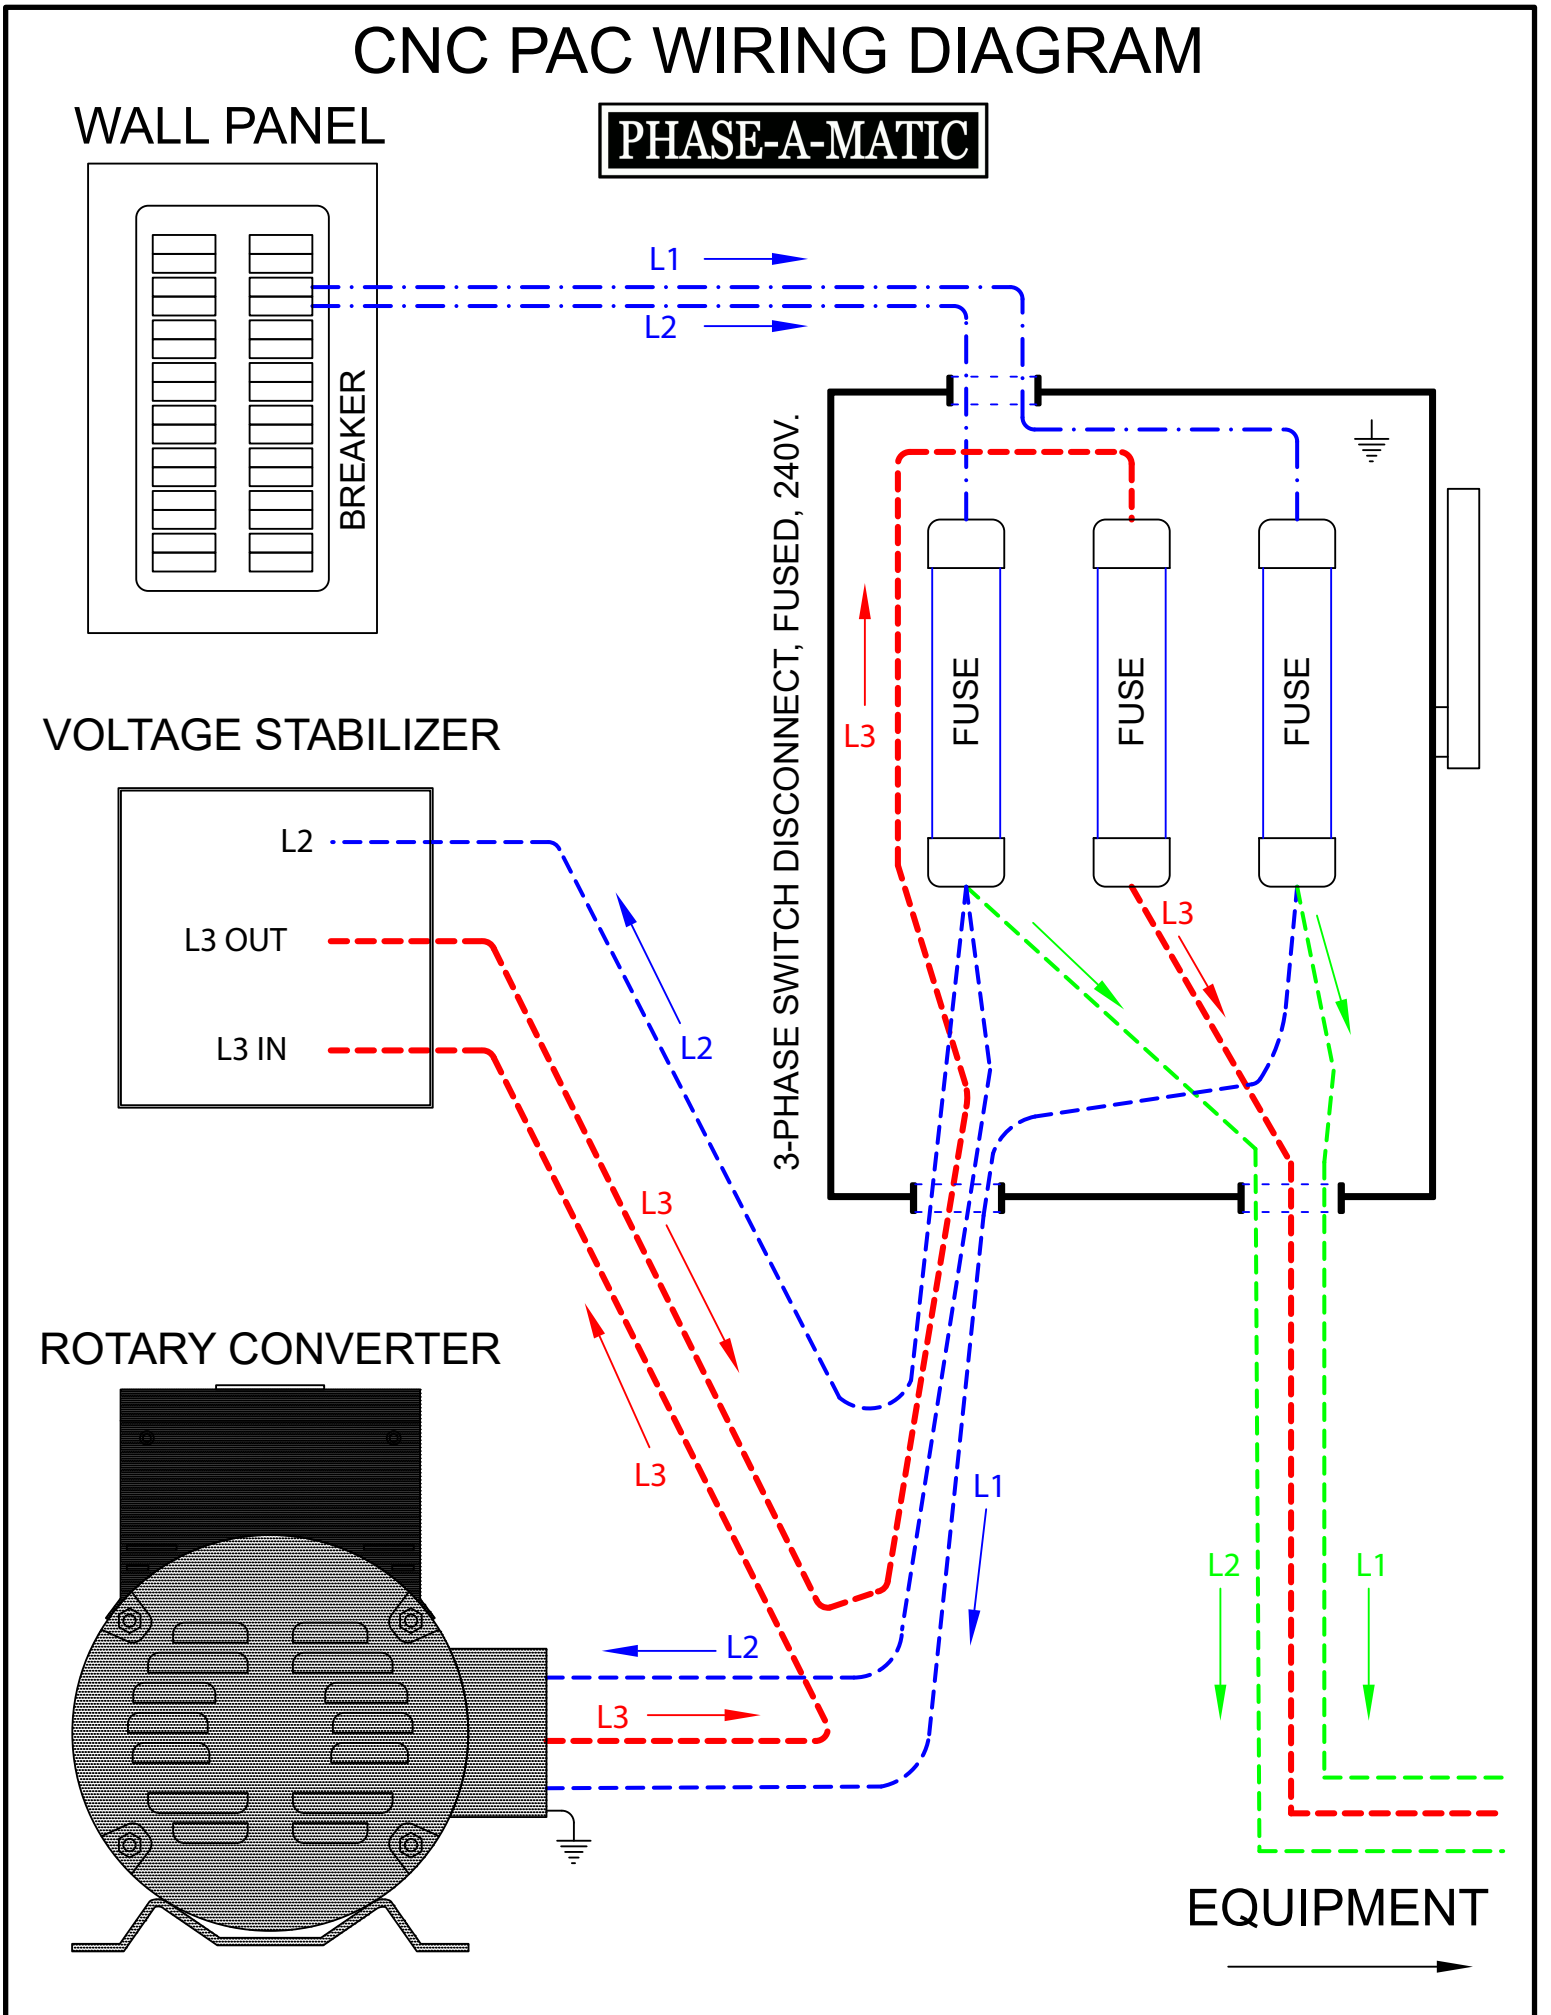 CNC PAC WIRING DIAGRAM
PHASE-A-MATIC
WALL PANEL
BREAKER
L1
L2
3-PHASE SWITCH DISCONNECT, FUSED, 240V.
FUSE
FUSE
FUSE
L3
L3
VOLTAGE STABILIZER
L2
L3 OUT
L3 IN
L2
L3
L3
ROTARY CONVERTER
L1
L2
L3
L2
L1
EQUIPMENT